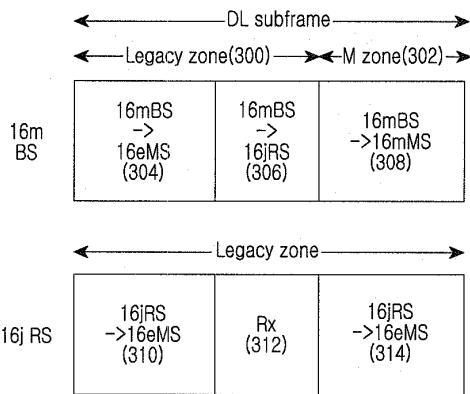 DL subframe
Legacy zone(300)
M zone(302)
16m
BS
16mBS
->
16eMS
(304)
16mBS
->
16jRS
(306)
16mBS
->16mMS
(308)
Legacy zone
16j RS
16jRS
->16eMS
(310)
Rx
(312)
16jRS
->16eMS
(314)